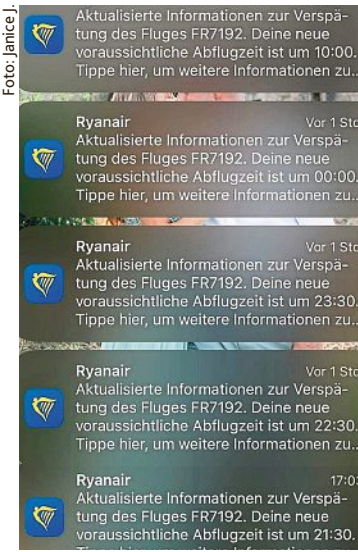 Foto: Janice J.
Aktualisierte Informationen zur Verspä-
tung des Fluges FR7192. Deine neue
voraussichtliche Abflugzeit ist um 10:00.
Tippe hier, um weitere Informationen zu...
Ryanair Vor 1 Std
Aktualisierte Informationen zur Verspä-
tung des Fluges FR7192. Deine neue
voraussichtliche Abflugzeit ist um 00:00.
Tippe hier, um weitere Informationen zu...
Ryanair Vor 1 Std
Aktualisierte Informationen zur Verspä-
tung des Fluges FR7192. Deine neue
voraussichtliche Abflugzeit ist um 23:30.
Tippe hier, um weitere Informationen zu...
Ryanair Vor 1 Std
Aktualisierte Informationen zur Verspä-
tung des Fluges FR7192. Deine neue
voraussichtliche Abflugzeit ist um 22:30.
Tippe hier, um weitere Informationen zu...
Ryanair 17:03
Aktualisierte Informationen zur Verspä-
tung des Fluges FR7192. Deine neue
voraussichtliche Abflugzeit ist um 21:30.